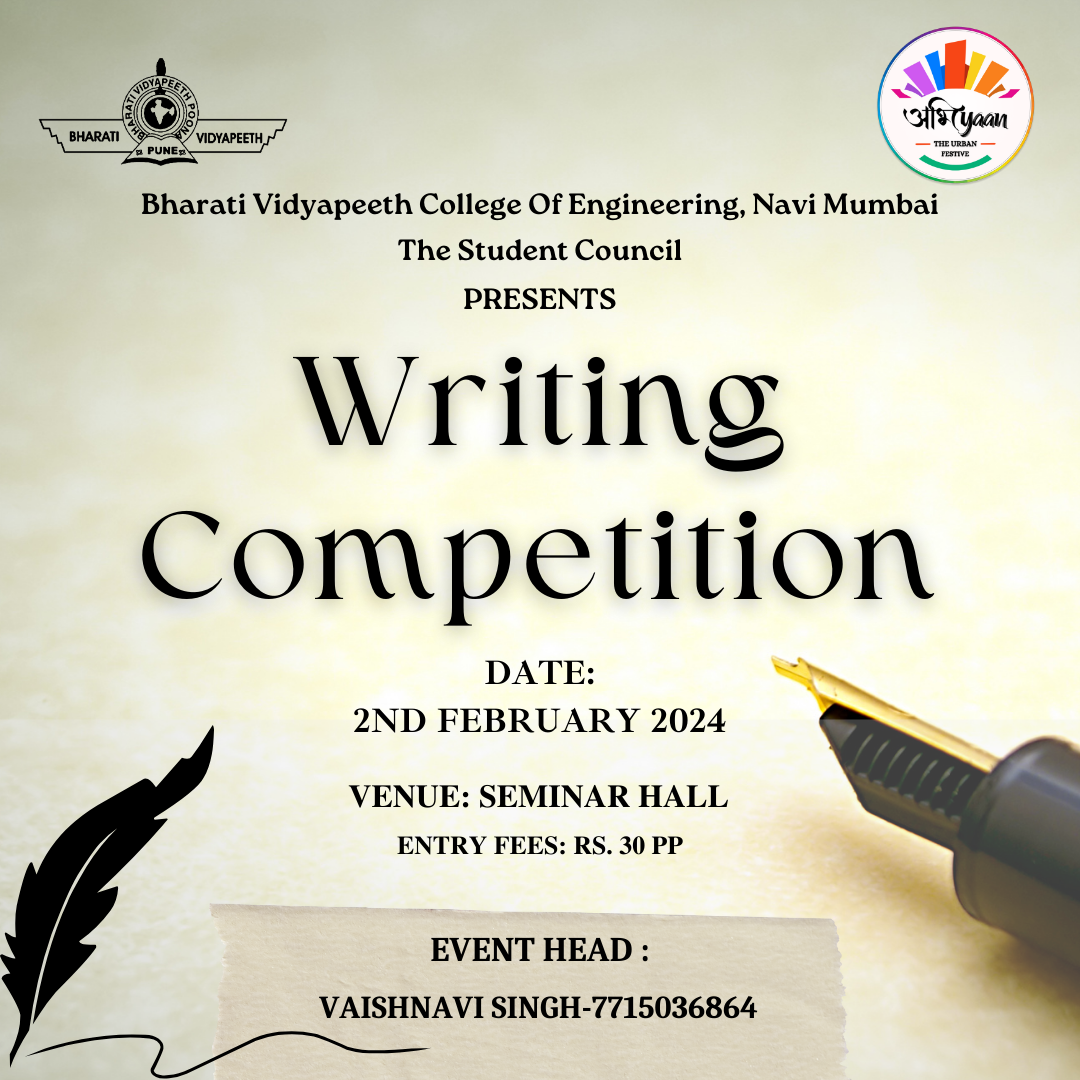 BHARATI VIDYAPEETH POONA
BHARATI
VIDYAPEETH
PUNE
अभिyaan
THE URBAN
FESTIVE
Bharati Vidyapeeth College Of Engineering, Navi Mumbai
The Student Council
PRESENTS
Writing
Competition
DATE:
2ND FEBRUARY 2024
VENUE: SEMINAR HALL
ENTRY FEES: RS. 30 PP
EVENT HEAD :
VAISHNAVI SINGH-7715036864